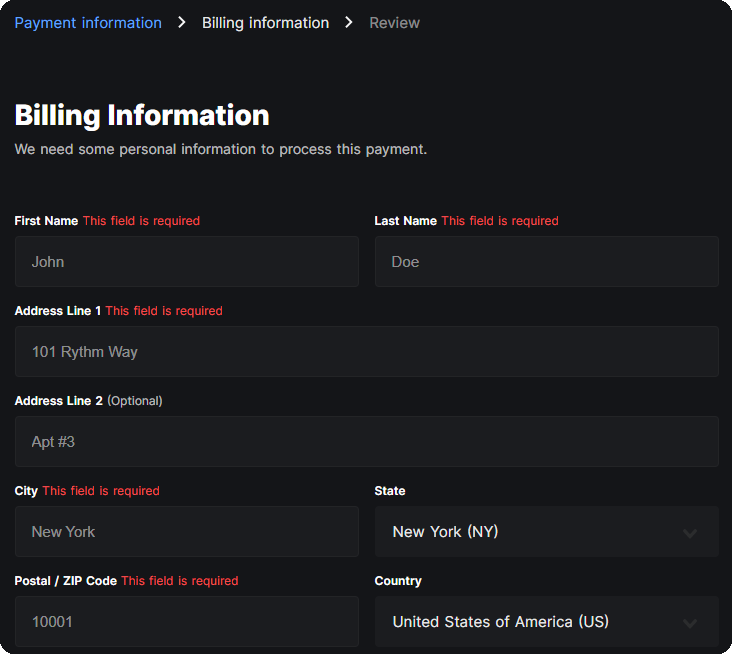 Payment information > Billing information > Review
Billing Information
We need some personal information to process this payment.
First Name This field is required Last Name This field is required
John Doe
Address Line 1 This field is required
101 Rythm Way
Address Line 2 (Optional)
Apt #3
City This field is required State
New York New York (NY)
Postal / ZIP Code This field is required Country
10001 United States of America (US)